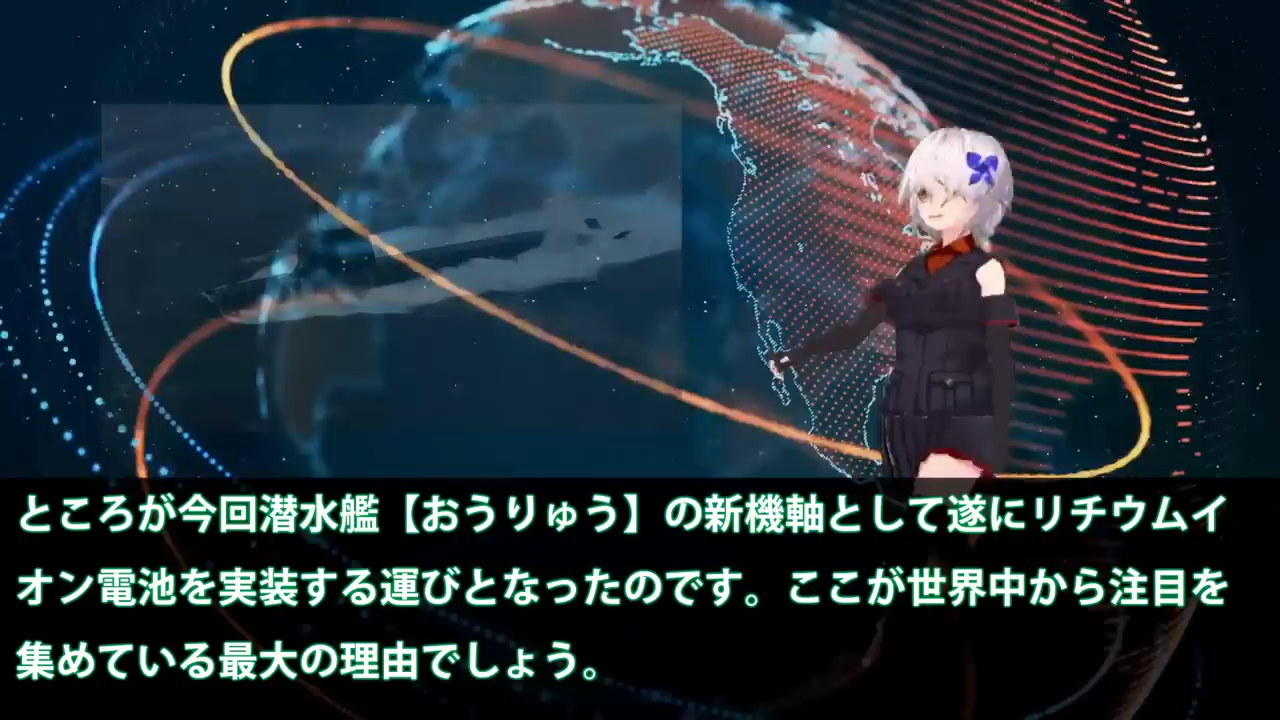 ところが今回潜水艦【おうりゅう】の新機軸として遂にリチウムイ
オン電池を実装する運びとなったのです。ここが世界中から注目を
集めている最大の理由でしょう。